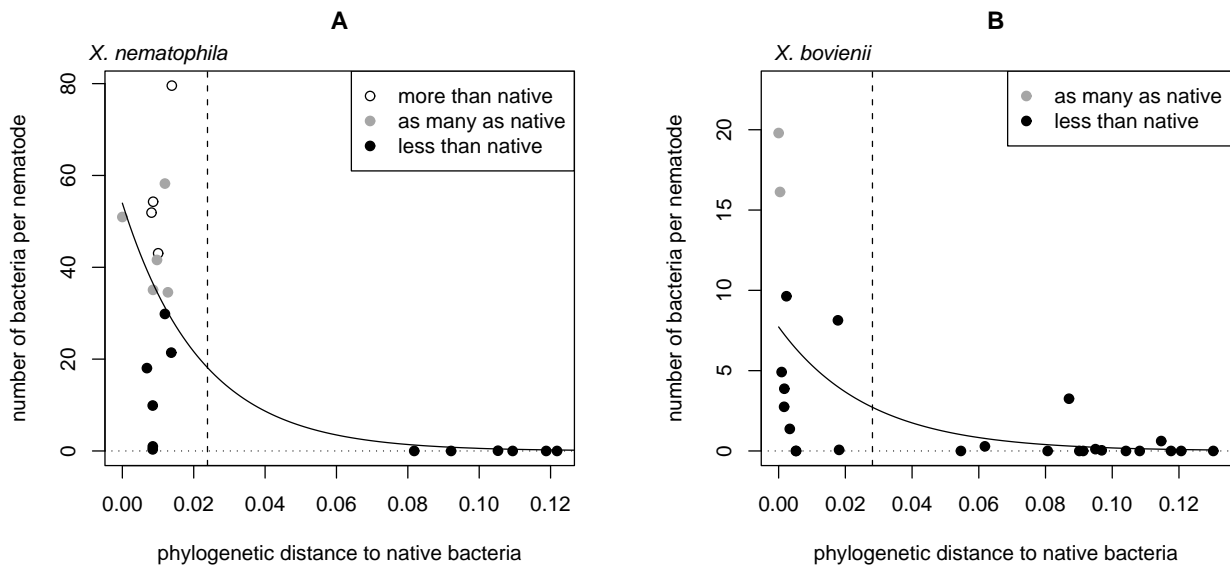 A
X. nematophila
number of bacteria per nematode
80
60
40
20
0
more than native
as many as native
less than native
0.00 0.02 0.04 0.06 0.08 0.10 0.12
phylogenetic distance to native bacteria
B
X. bovienii
number of bacteria per nematode
20
15
10
5
0
as many as native
less than native
0.00 0.02 0.04 0.06 0.08 0.10 0.12
phylogenetic distance to native bacteria